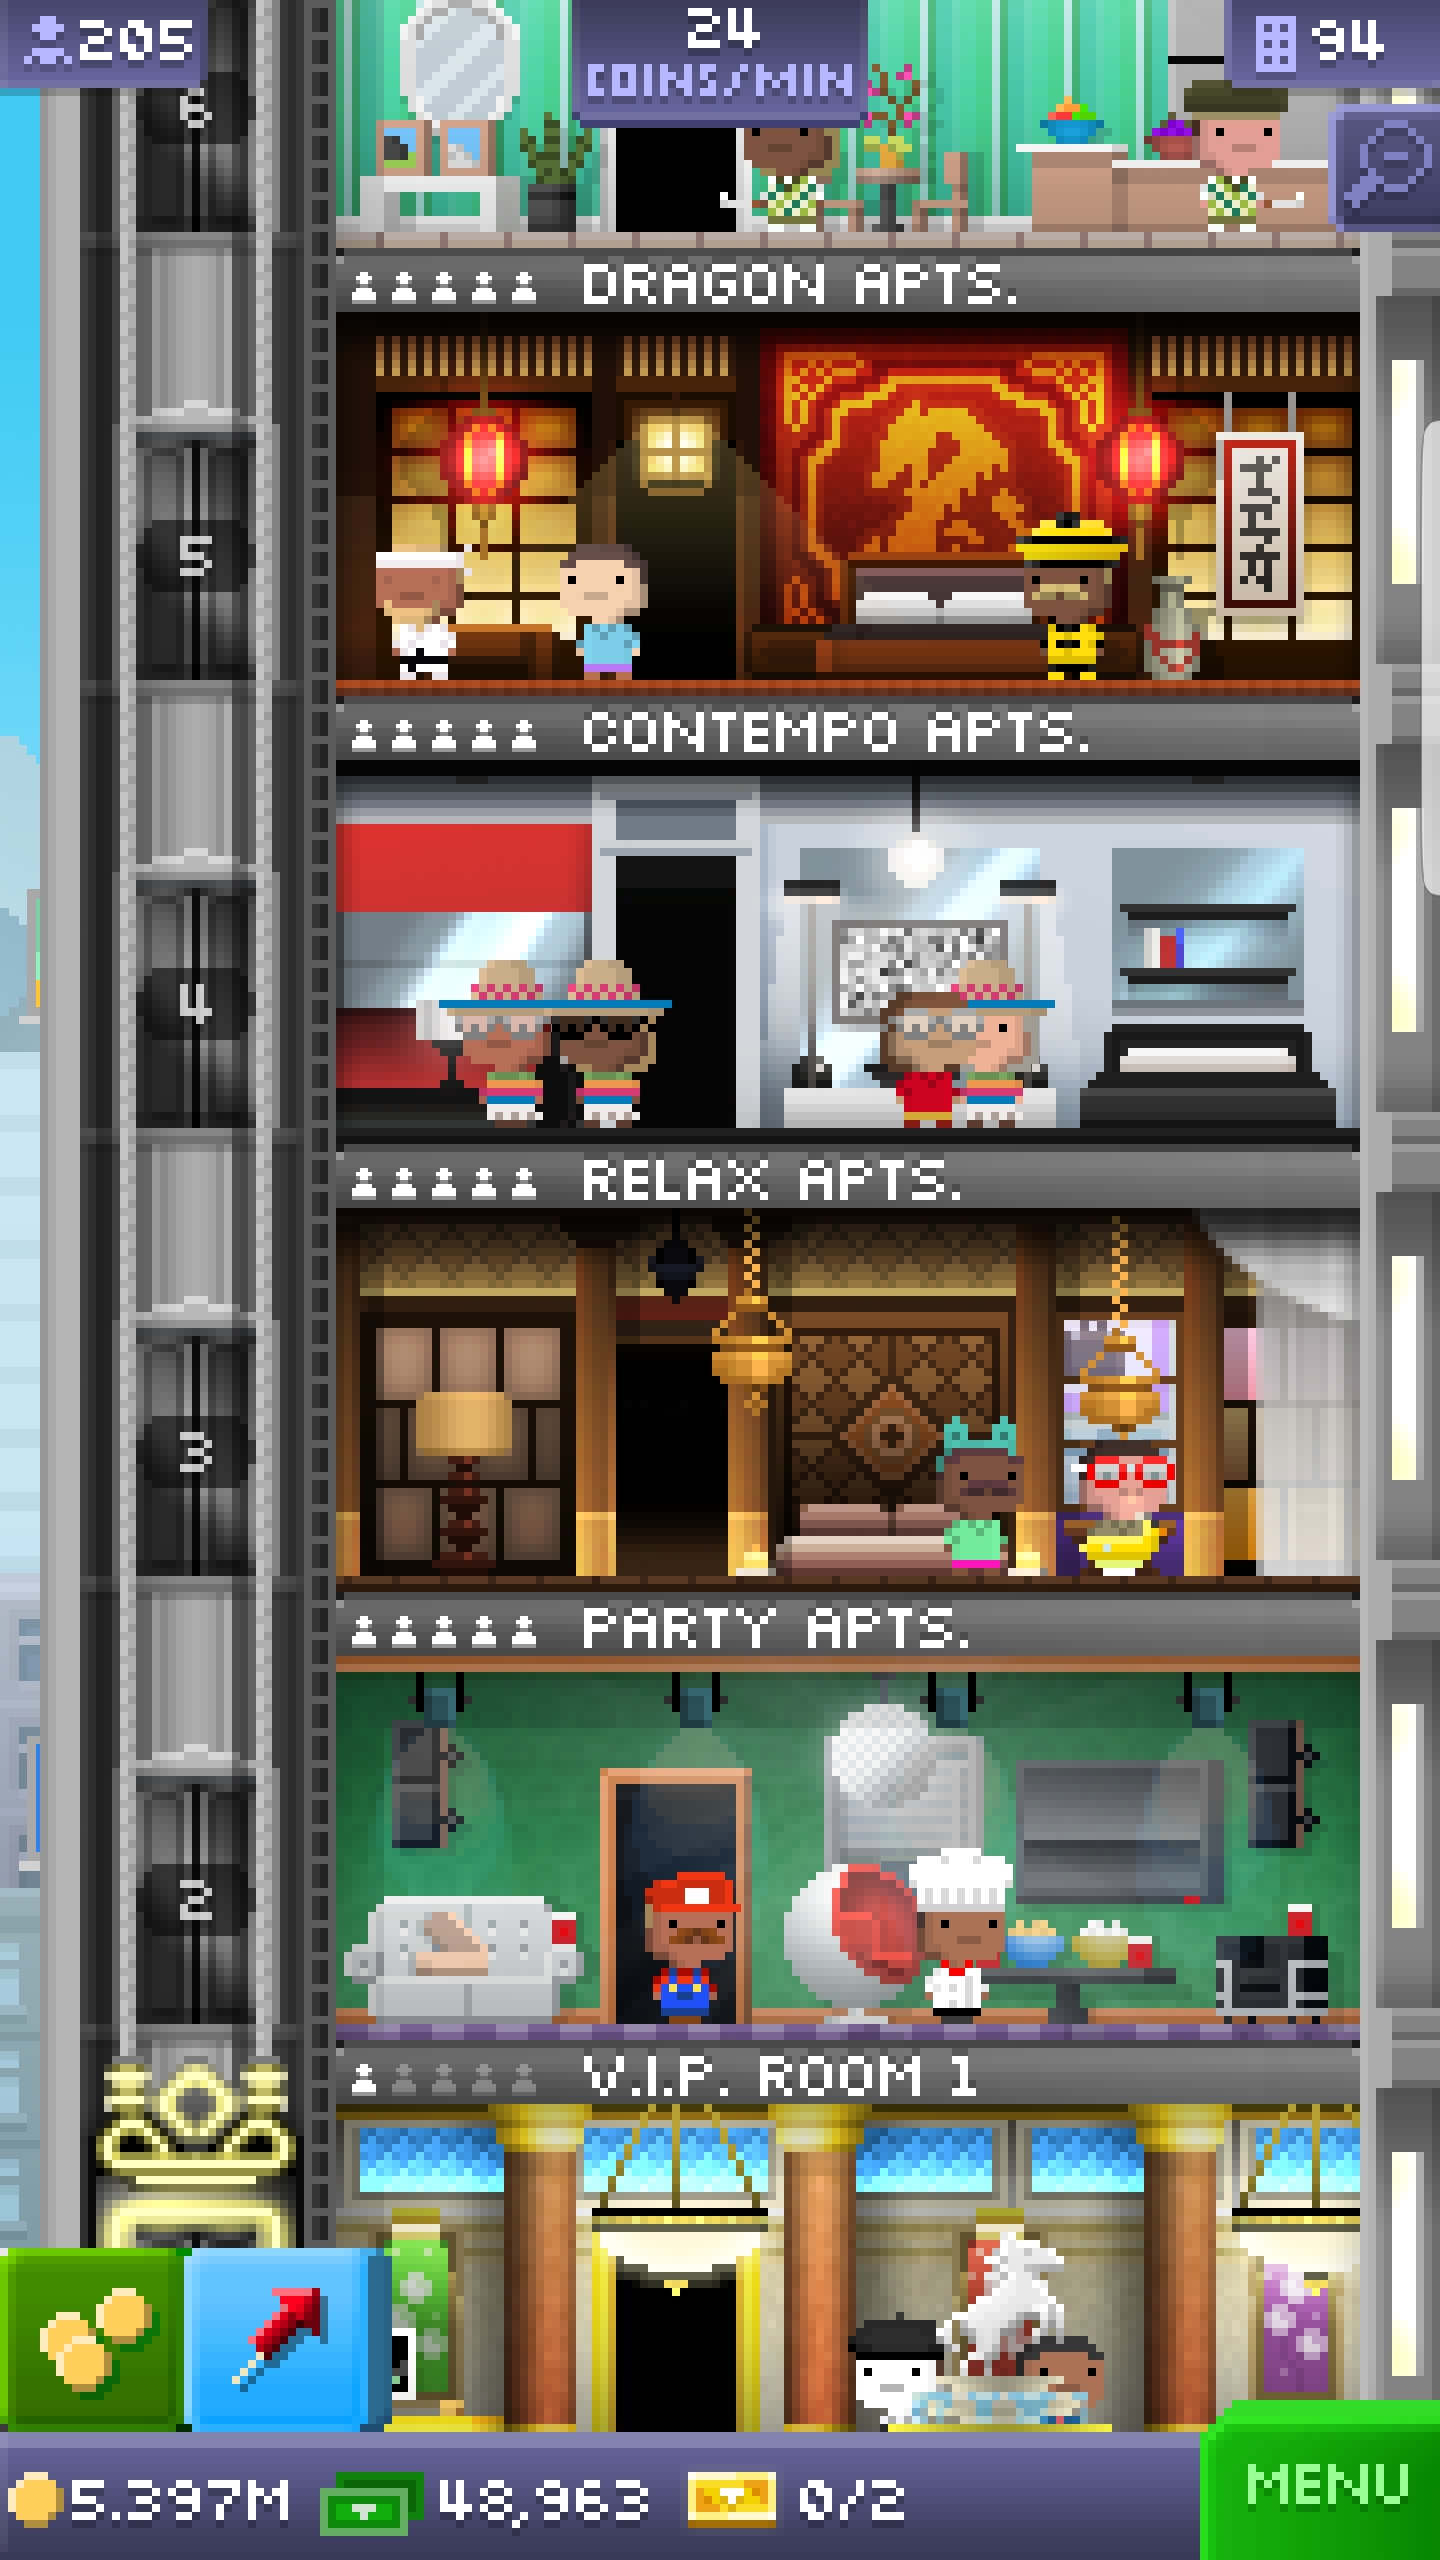 205
24
COINS/MIN
94
6
DRAGON APTS.
5
CONTEMPO APTS.
4
RELAX APTS.
3
PARTY APTS.
2
V.I.P. ROOM 1
5.397M
48,963
0/2
MENU